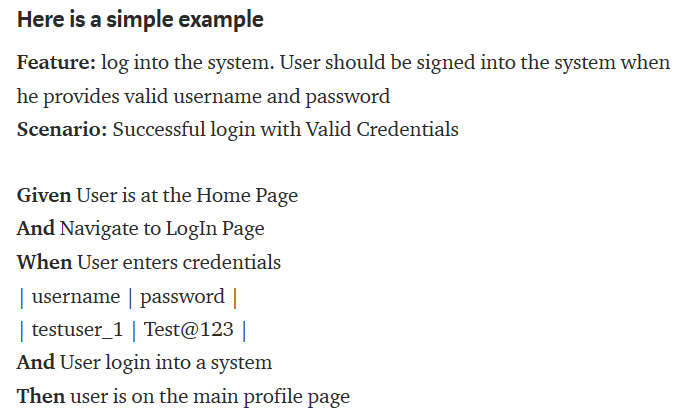 Here is a simple example
Feature: log into the system. User should be signed into the system when
he provides valid username and password
Scenario: Successful login with Valid Credentials
Given User is at the Home Page
And Navigate to LogIn Page
When User enters credentials
| username | password |
| testuser_1 | Test@123 |
And User login into a system
Then user is on the main profile page